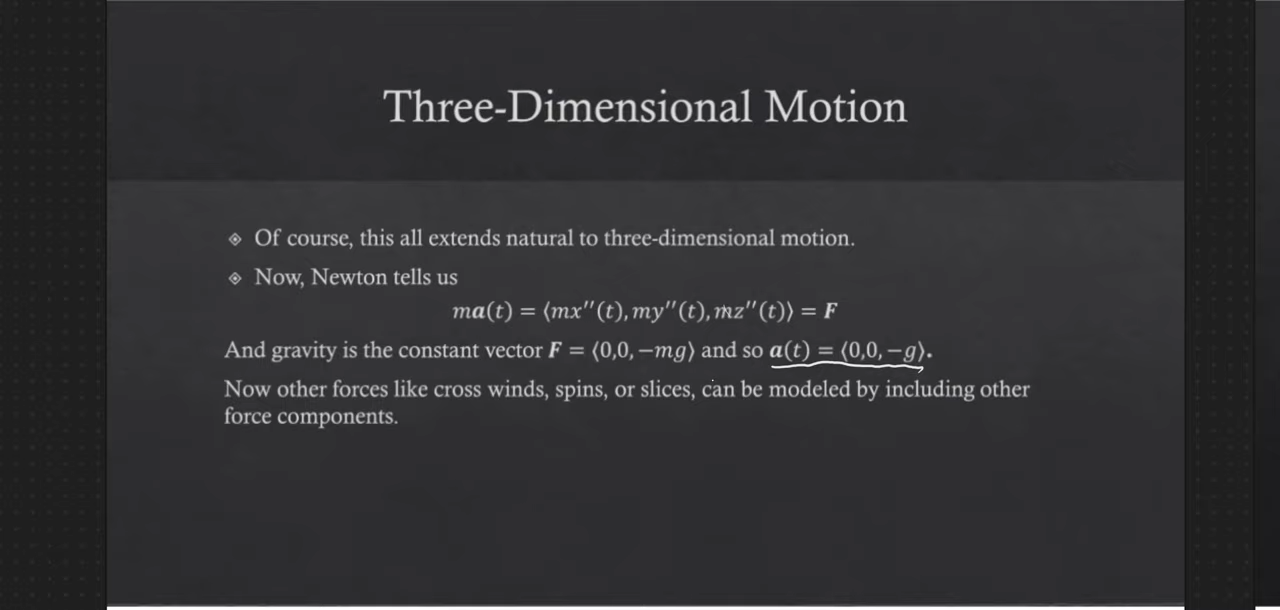 Three-Dimensional Motion
Of course, this all extends natural to three-dimensional motion.
Now, Newton tells us
ma(t) = ⟨mx′′(t), my′′(t), mz′′(t)⟩ = F
And gravity is the constant vector F = ⟨0,0, −mg⟩ and so a(t) = ⟨0,0, −g⟩.
Now other forces like cross winds, spins, or slices, can be modeled by including other
force components.